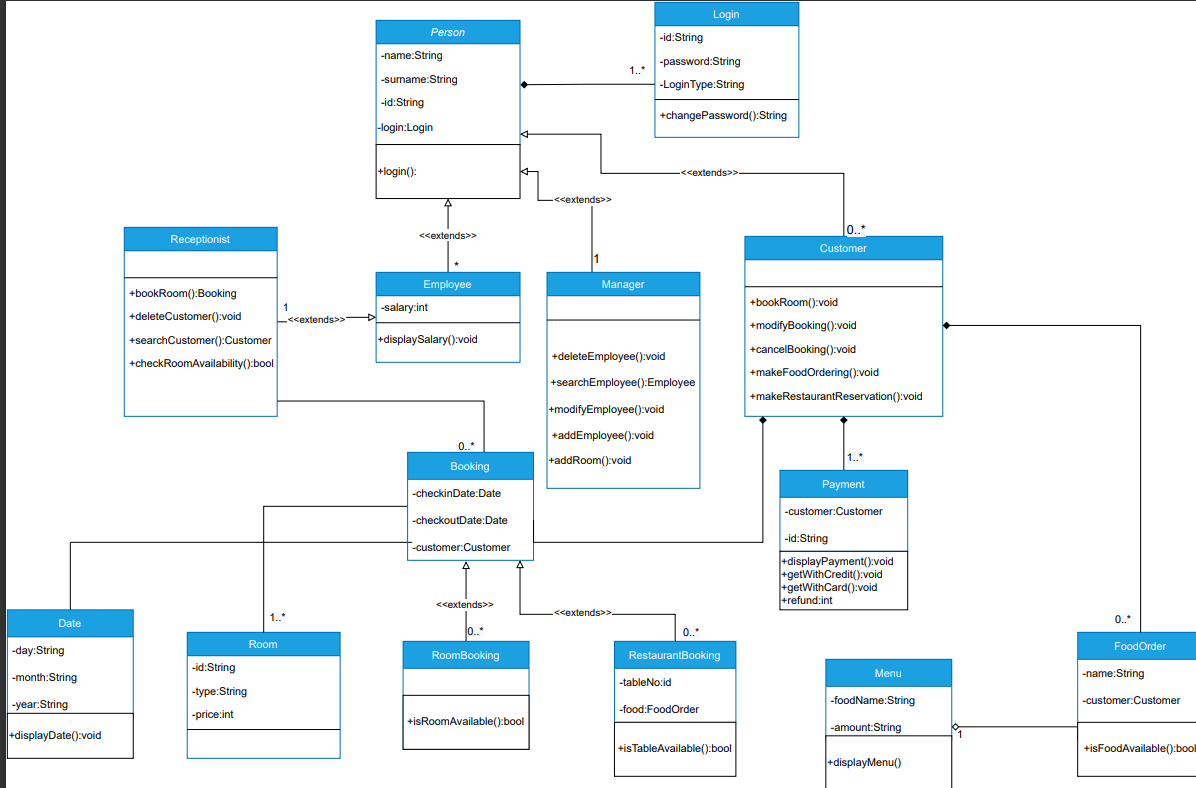 Login
-id:String
-password:String
-LoginType:String
+changePassword():String
Person
-name:String
-surname:String
-id:String
-login:Login
+login():
1..*
<<extends>>
<<extends>>
<<extends>>
0..*
*
1
Receptionist
+bookRoom():Booking
+deleteCustomer():void
+searchCustomer():Customer
+checkRoomAvailability():bool
1
<<extends>>
Employee
-salary:int
+displaySalary():void
Manager
+deleteEmployee():void
+searchEmployee():Employee
+modifyEmployee():void
+addEmployee():void
+addRoom():void
Customer
+bookRoom():void
+modifyBooking():void
+cancelBooking():void
+makeFoodOrdering():void
+makeRestaurantReservation():void
0..*
Booking
-checkinDate:Date
-checkoutDate:Date
-customer:Customer
1..*
Payment
-customer:Customer
-id:String
+displayPayment():void
+getWithCredit():void
+getWithCard():void
+refund:int
<<extends>>
<<extends>>
1..*
0..*
0..*
0..*
Date
-day:String
-month:String
-year:String
+displayDate():void
Room
-id:String
-type:String
-price:int
RoomBooking
+isRoomAvailable():bool
RestaurantBooking
-tableNo:id
-food:FoodOrder
+isTableAvailable():bool
Menu
-foodName:String
-amount:String
+displayMenu()
1
FoodOrder
-name:String
-customer:Customer
+isFoodAvailable():bool